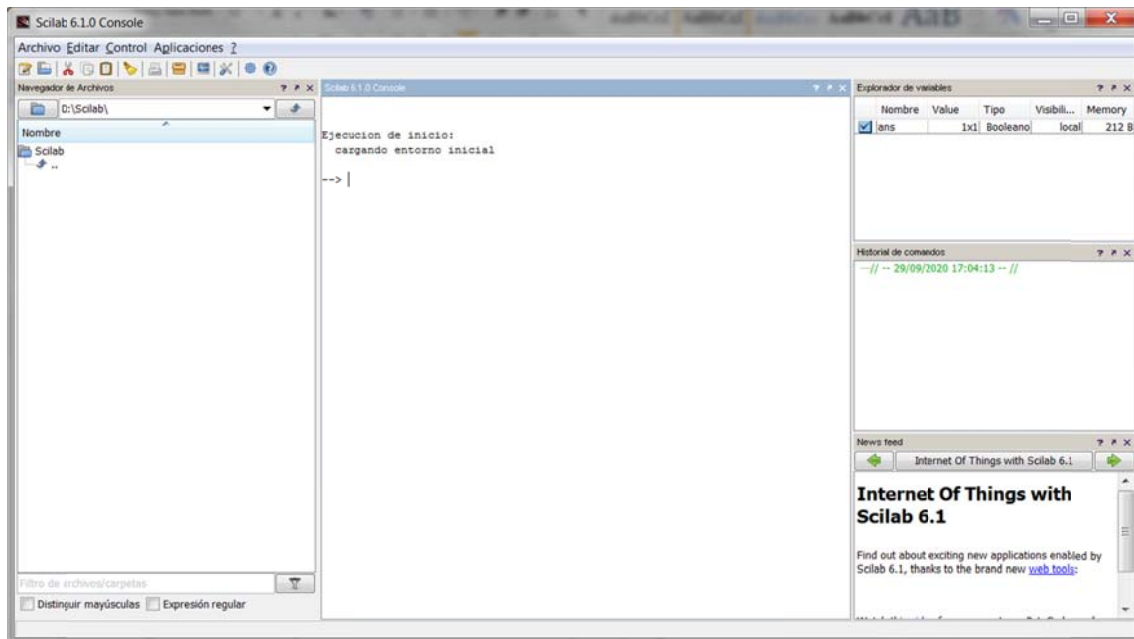 Scilab 6.1.0 Console
Archivo Editar Control Aplicaciones ?
Navegador de Archivos
D:\Scilab\
Nombre
Scilab
..
Filtro de archivos/carpetas
Distinguir mayúsculas Expresión regular
Scilab 6.1.0 Console
Ejecucion de inicio:
cargando entorno inicial
-->
Explorador de variables
Nombre Value Tipo Visibili... Memory
ans 1x1 Booleano local 212 B
Historial de comandos
// -- 29/09/2020 17:04:13 -- //
News feed
Internet Of Things with Scilab 6.1
Internet Of Things with
Scilab 6.1
Find out about exciting new applications enabled by
Scilab 6.1, thanks to the brand new web tools: